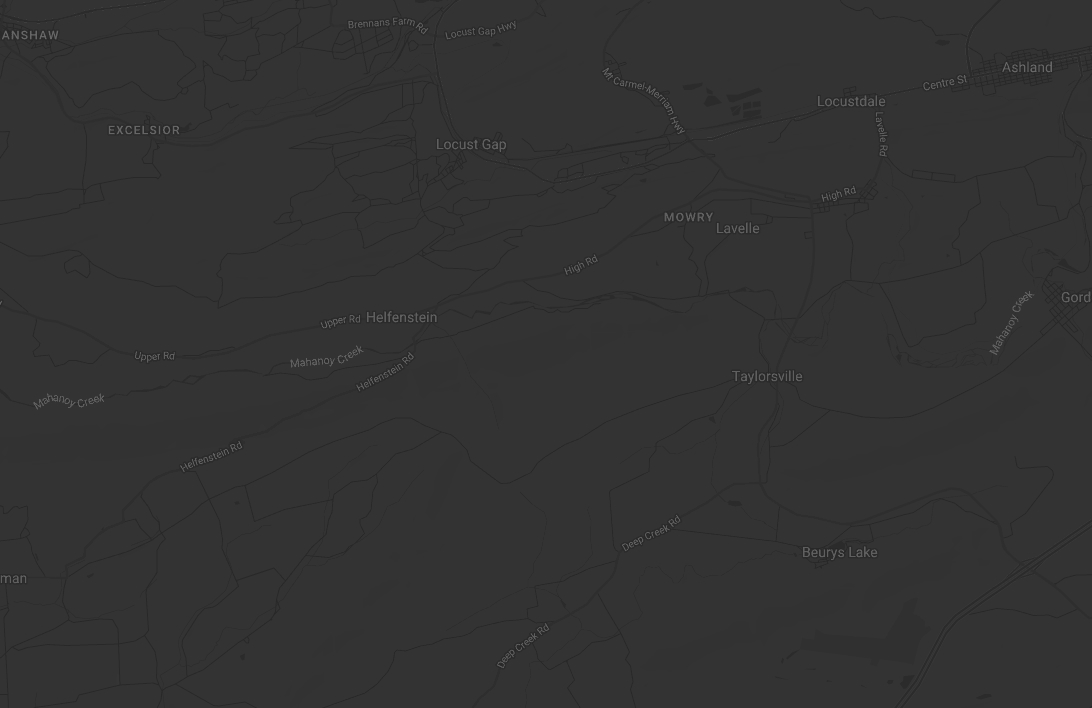 Brennans Farm Rd
Locust Gap Hwy
ANSHAW
Ashland
Mt Carmel-Merriam Hwy
Centre St
Locustdale
EXCELSIOR
Lavelle Rd
Locust Gap
High Rd
MOWRY
Lavelle
High Rd
Gord
Mahanoy Creek
Upper Rd
Helfenstein
Upper Rd
Mahanoy Creek
Helfenstein Rd
Taylorsville
Mahanoy Creek
Helfenstein Rd
Deep Creek Rd
Beurys Lake
man
Deep Creek Rd